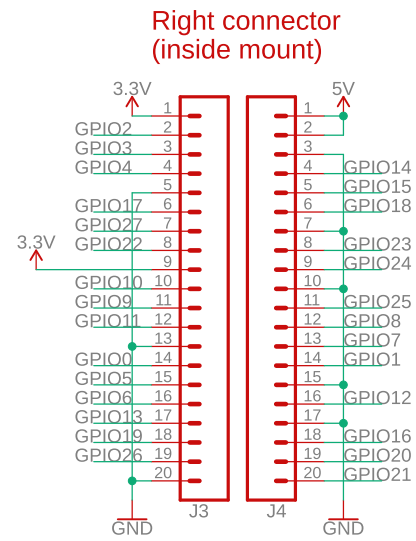 Right connector
(inside mount)
3.3V 5V
1 1
GPIO2 2 2
GPIO3 3 3
GPIO4 4 4 GPIO14
5 5 GPIO15
GPIO17 6 6 GPIO18
GPIO27 7 7
GPIO22 8 8 GPIO23
3.3V 9 9 GPIO24
GPIO10 10 10
GPIO9 11 11 GPIO25
GPIO11 12 12 GPIO8
13 13 GPIO7
GPIO0 14 14 GPIO1
GPIO5 15 15
GPIO6 16 16 GPIO12
GPIO13 17 17
GPIO19 18 18 GPIO16
GPIO26 19 19 GPIO20
20 20 GPIO21
J3 J4
GND GND